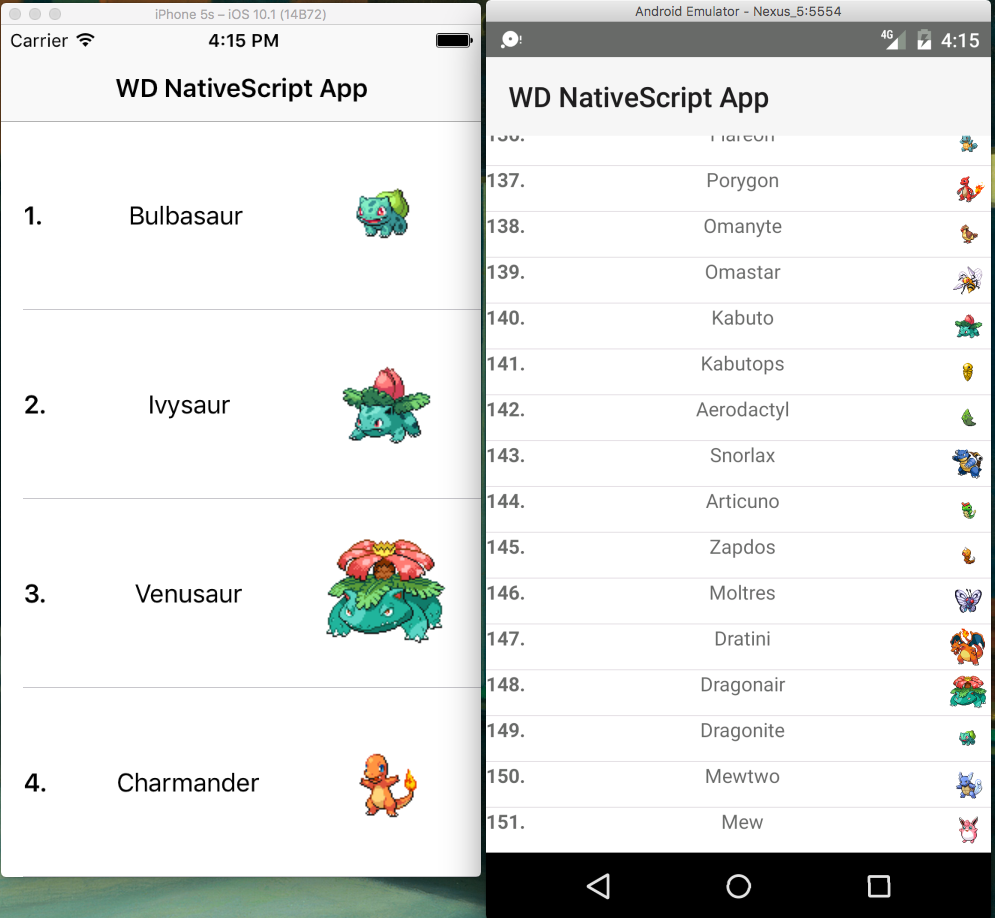 iPhone 5s – iOS 10.1 (14B72)
Carrier
4:15 PM
WD NativeScript App
1.
Bulbasaur
2.
Ivysaur
3.
Venusaur
4.
Charmander
Android Emulator - Nexus_5:5554
4G
4:15
WD NativeScript App
136. Flareon
137. Porygon
138. Omanyte
139. Omastar
140. Kabuto
141. Kabutops
142. Aerodactyl
143. Snorlax
144. Articuno
145. Zapdos
146. Moltres
147. Dratini
148. Dragonair
149. Dragonite
150. Mewtwo
151. Mew